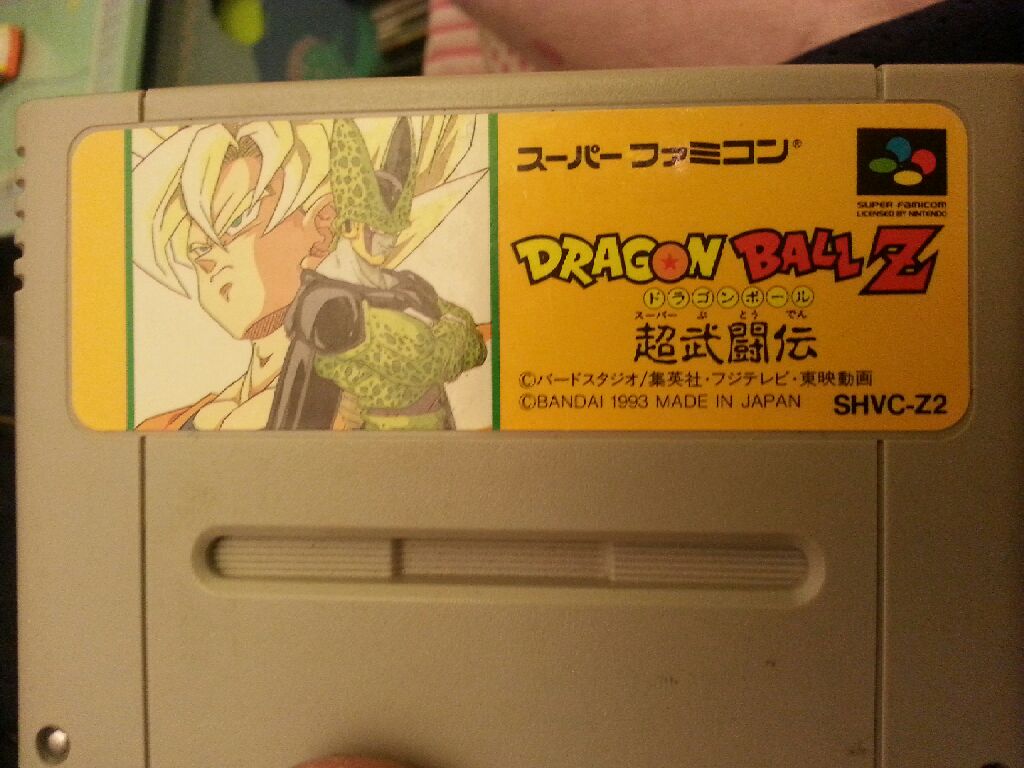 スーパーファミコン®
SUPER FAMICOM
LICENSED BY NINTENDO
DRAGON BALL Z
ドラゴンボール
スーパー ぶ とう でん
超武闘伝
©バードスタジオ/集英社・フジテレビ・東映動画
©BANDAI 1993 MADE IN JAPAN
SHVC-Z2